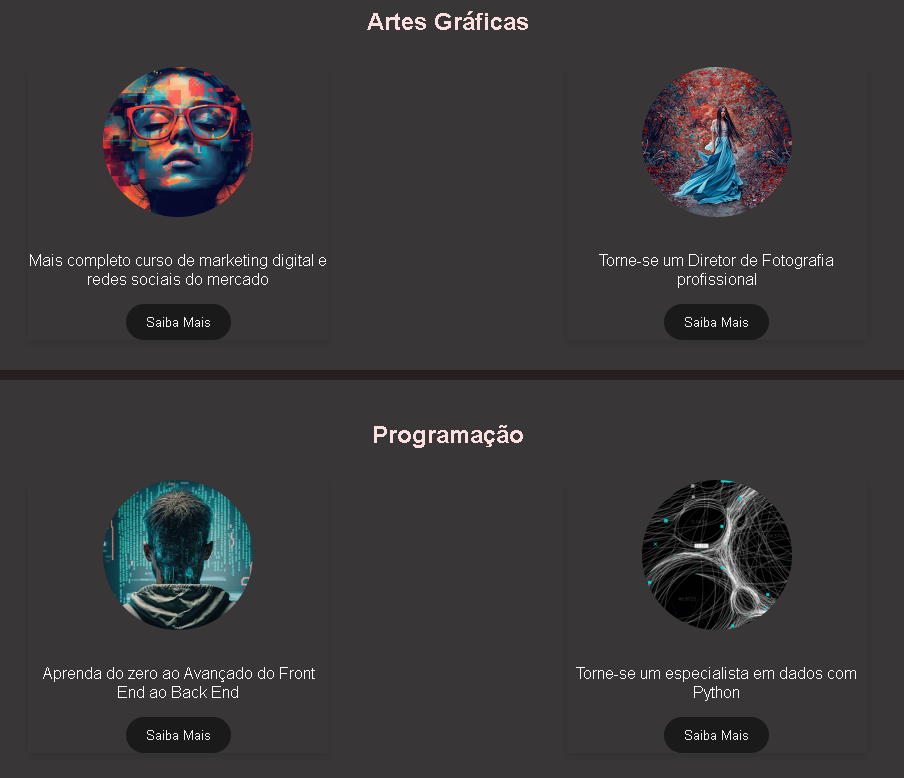 Artes Gráficas
Mais completo curso de marketing digital e
redes sociais do mercado
Saiba Mais
Torne-se um Diretor de Fotografia
profissional
Saiba Mais
Programação
Aprenda do zero ao Avançado do Front
End ao Back End
Saiba Mais
Torne-se um especialista em dados com
Python
Saiba Mais